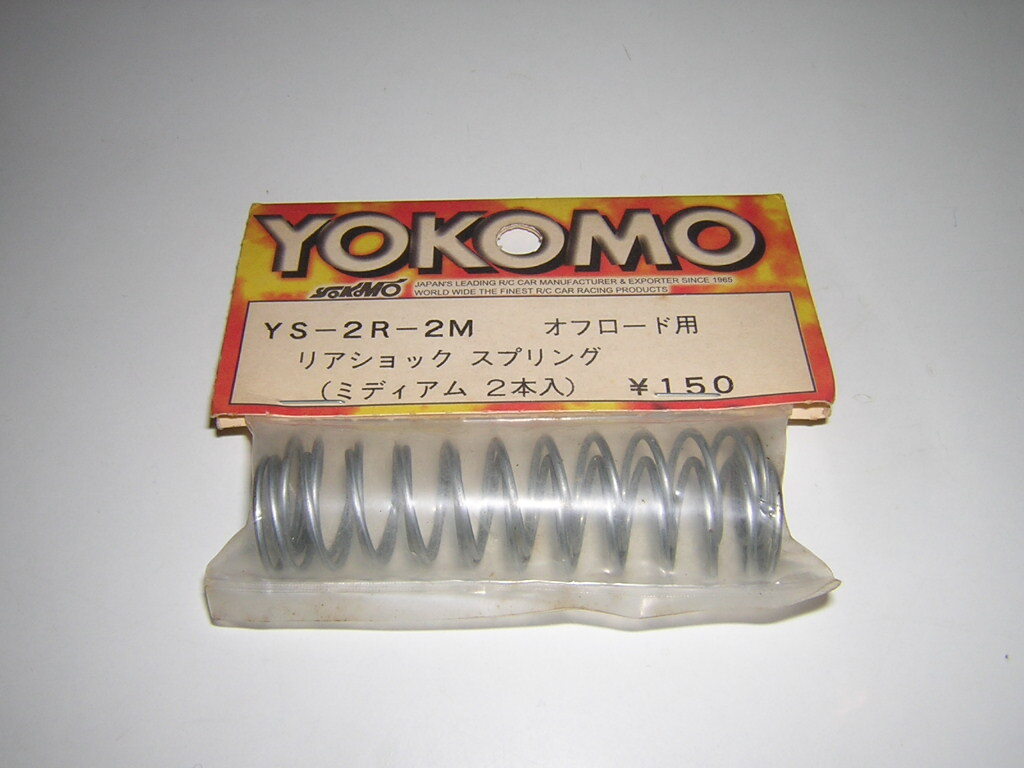 YOKOMO
YOKOMO
JAPAN'S LEADING R/C CAR MANUFACTURER & EXPORTER SINCE 1965
WORLD WIDE THE FINEST R/C CAR RACING PRODUCTS
YS-2R-2M オフロード用
リアショック スプリング
(ミディアム 2本入) ¥150